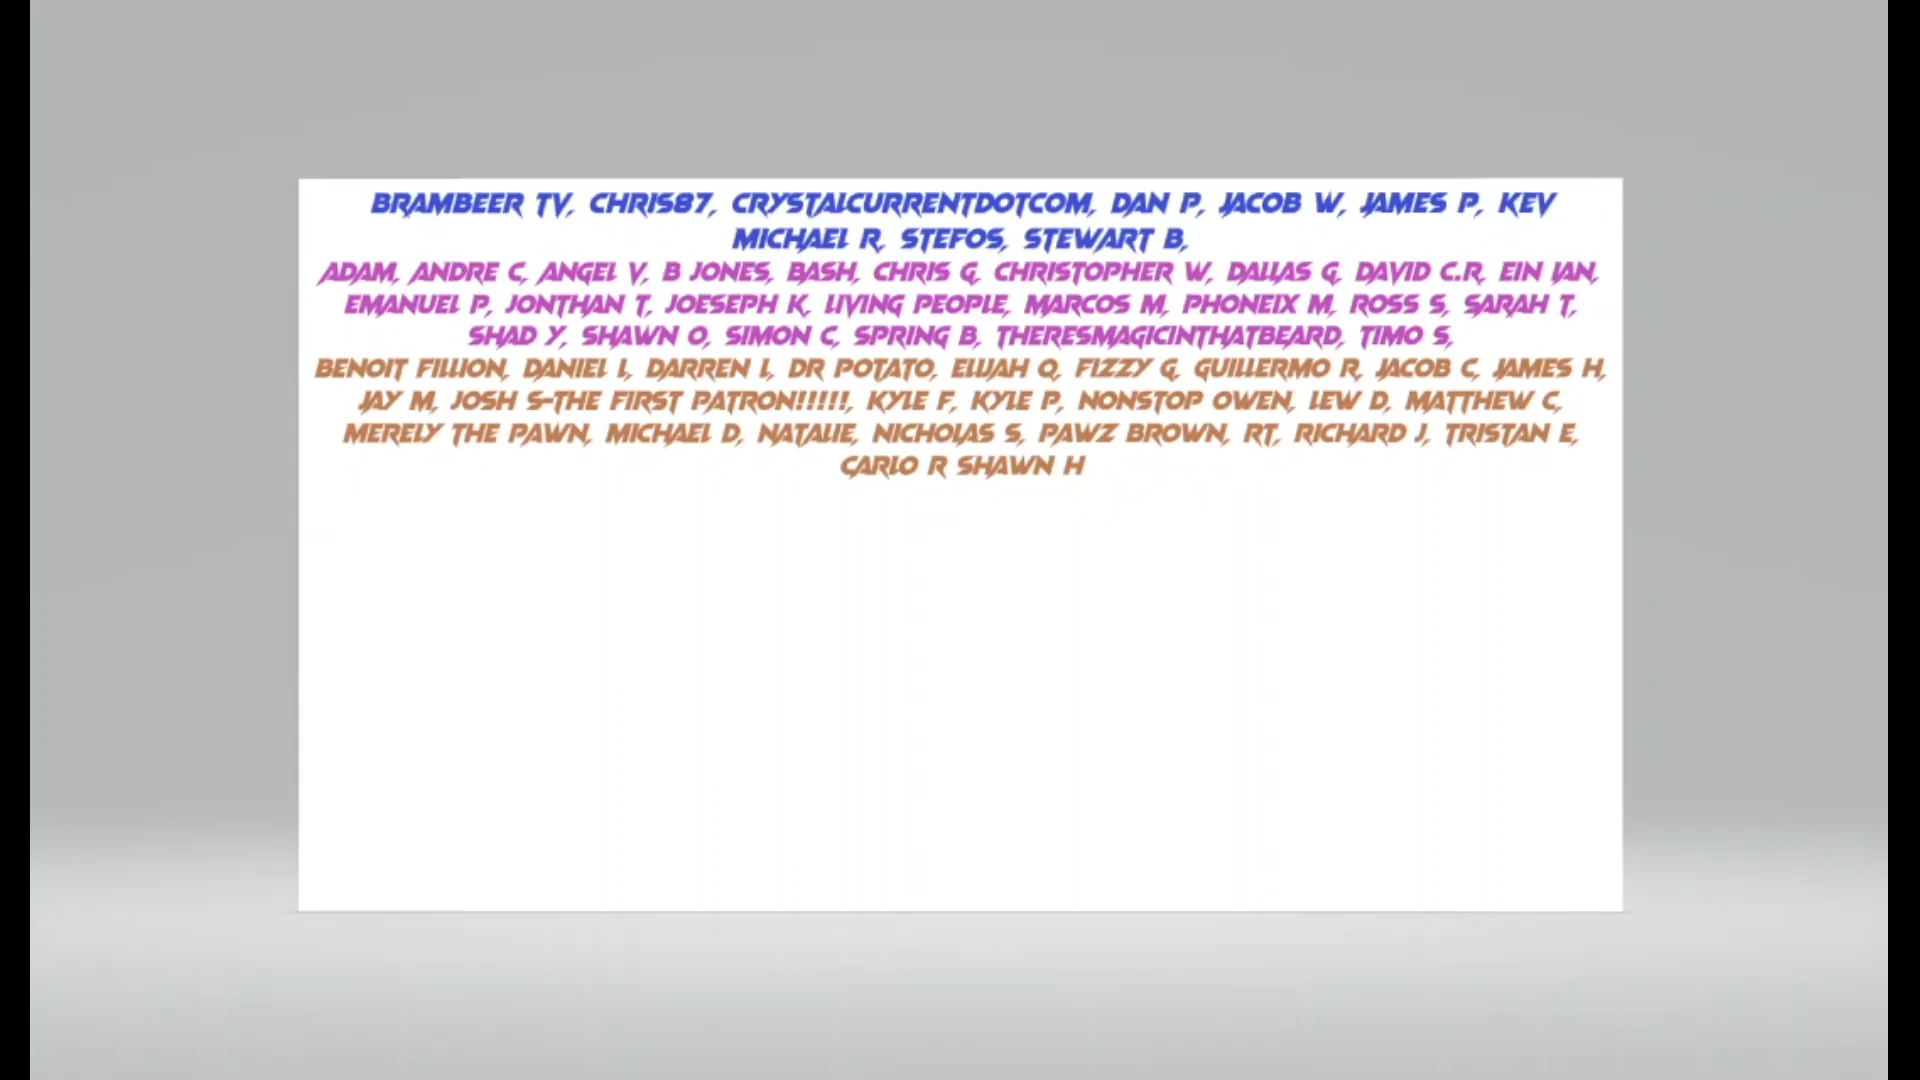 BRAMBEER TV, CHRIS87, CRYSTALCURRENTDOTCOM, DAN P, JACOB W, JAMES P, KEV
MICHAEL R, STEFOS, STEWART B,
ADAM, ANDRE C, ANGEL V, B JONES, BASH, CHRIS G, CHRISTOPHER W, DALLAS G, DAVID C.R, EIN IAN,
EMANUEL P, JONTHAN T, JOESEPH K, LIVING PEOPLE, MARCOS M, PHONEIX M, ROSS S, SARAH T,
SHAD Y, SHAWN O, SIMON C, SPRING B, THERESMAGICINTHATBEARD, TIMO S,
BENOIT FILLION, DANIEL L, DARREN L, DR POTATO, ELIJAH Q, FIZZY G, GUILLERMO R, JACOB C, JAMES H,
JAY M, JOSH S-THE FIRST PATRON!!!!!, KYLE F, KYLE P, NONSTOP OWEN, LEW D, MATTHEW C,
MERELY THE PAWN, MICHAEL D, NATALIE, NICHOLAS S, PAWZ BROWN, RT, RICHARD J, TRISTAN E,
CARLO R SHAWN H